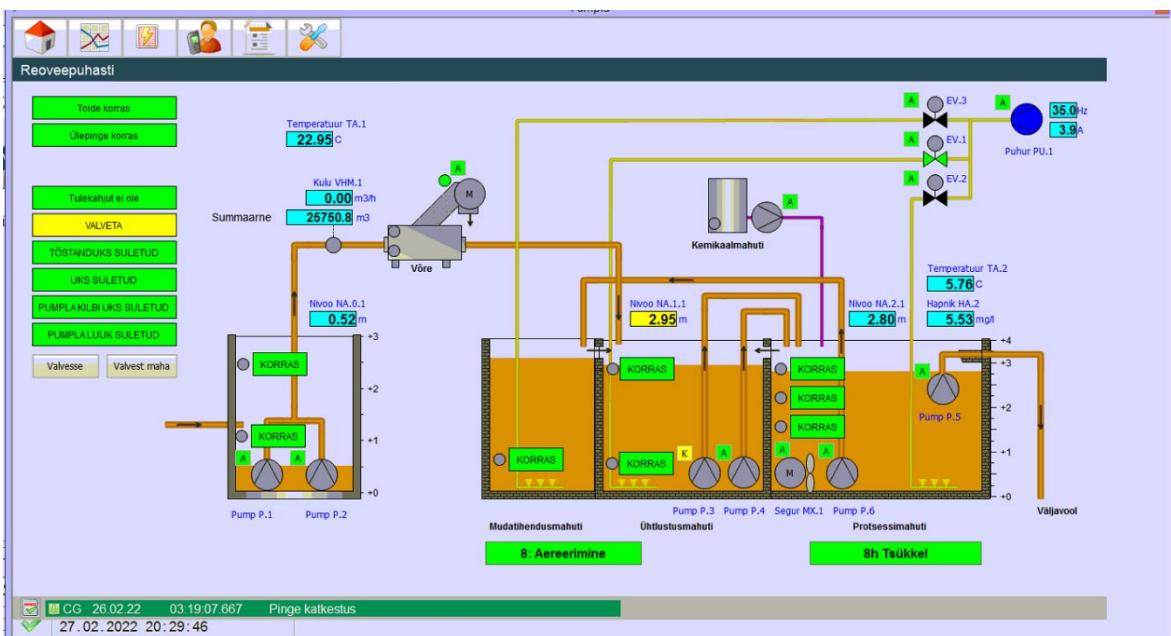 Reoveepuhasti
Toide korras
Ülepinge korras
Tulekahjut ei ole
VALVETA
TÕSTANDUKS SULETUD
UKS SULETUD
PUMPLAKILBI UKS SULETUD
PUMPLA LUUK SULETUD
Valvesse
Valvest maha
Temperatuur TA.1
22.95 C
Kulu VHM.1
0.00 m3/h
Summaarne 25750.8 m3
A
M
Võre
Nivoo NA.0.1
0.52 m
+3
+2
+1
+0
KORRAS
KORRAS
A
A
Pump P.1
Pump P.2
A
EV.3
A
EV.1
A
EV.2
A
35.0 Hz
3.9 A
Puhur PU.1
A
Kemikaalmahuti
Temperatuur TA.2
5.76 C
Nivoo NA.1.1
2.95 m
Nivoo NA.2.1
2.80 m
Hapnik HA.2
5.53 mg/l
+4
+3
+2
+1
+0
KORRAS
KORRAS
KORRAS
KORRAS
KORRAS
KORRAS
K
A
A
M
A
A
Pump P.5
Pump P.3
Pump P.4
Segur MX.1
Pump P.6
Väljavool
Mudatihendusmahuti
Ühtlustusmahuti
Protsessimahuti
8: Aereerimine
8h Tsükkel
CG 26.02.22 03:19:07.667 Pinge katkestus
27.02.2022 20:29:46